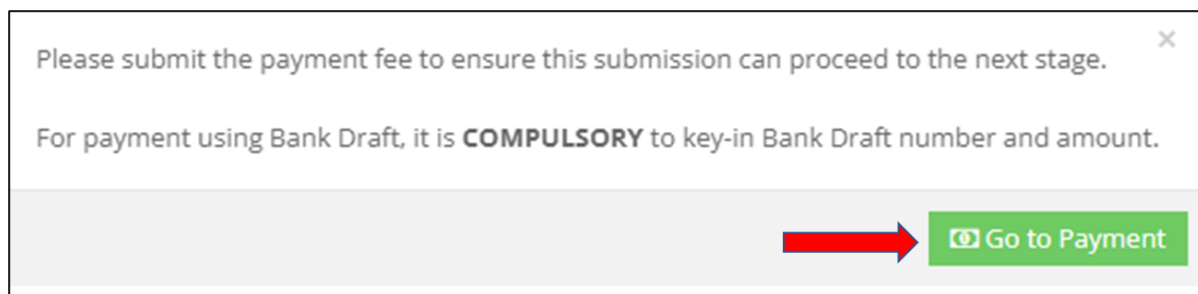 Please submit the payment fee to ensure this submission can proceed to the next stage.
For payment using Bank Draft, it is COMPULSORY to key-in Bank Draft number and amount.
Go to Payment